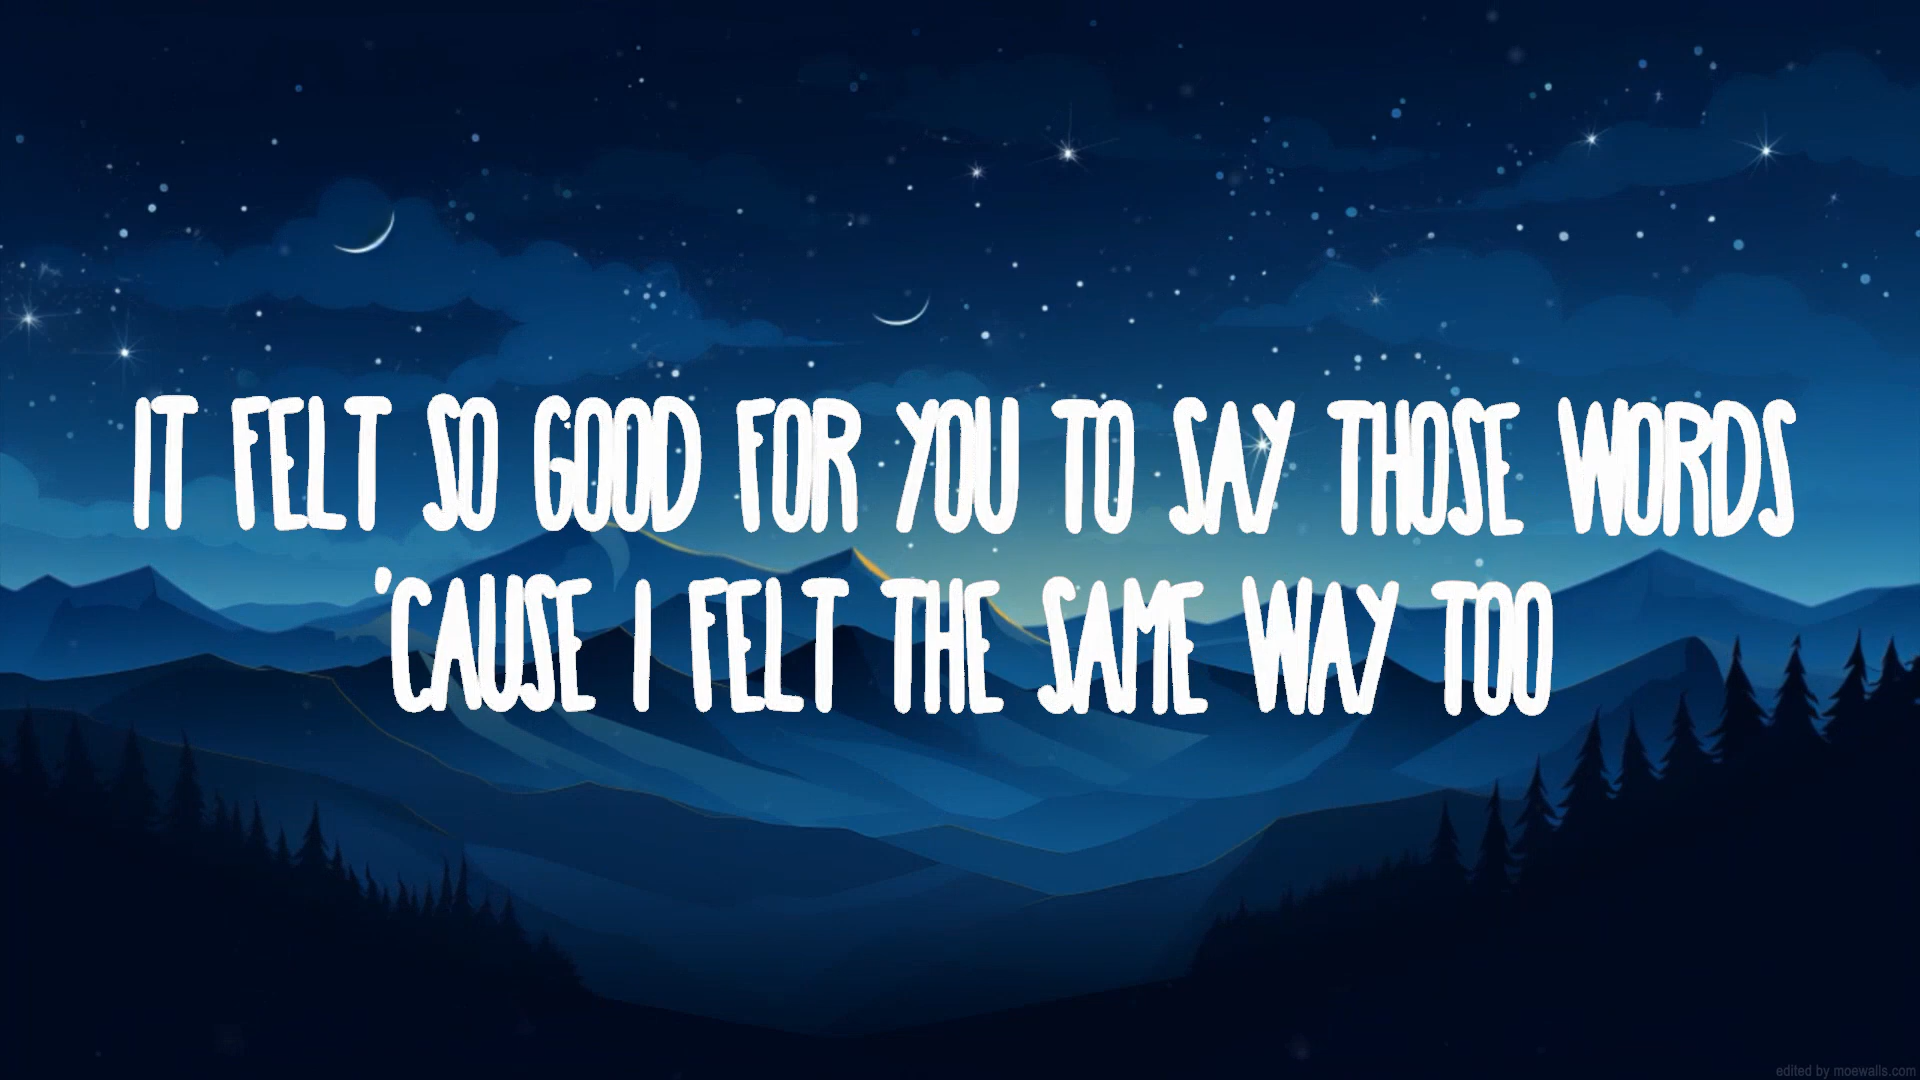 IT FELT SO GOOD FOR YOU TO SAY THOSE WORDS
'CAUSE I FELT THE SAME WAY TOO
edited by moewalls.com